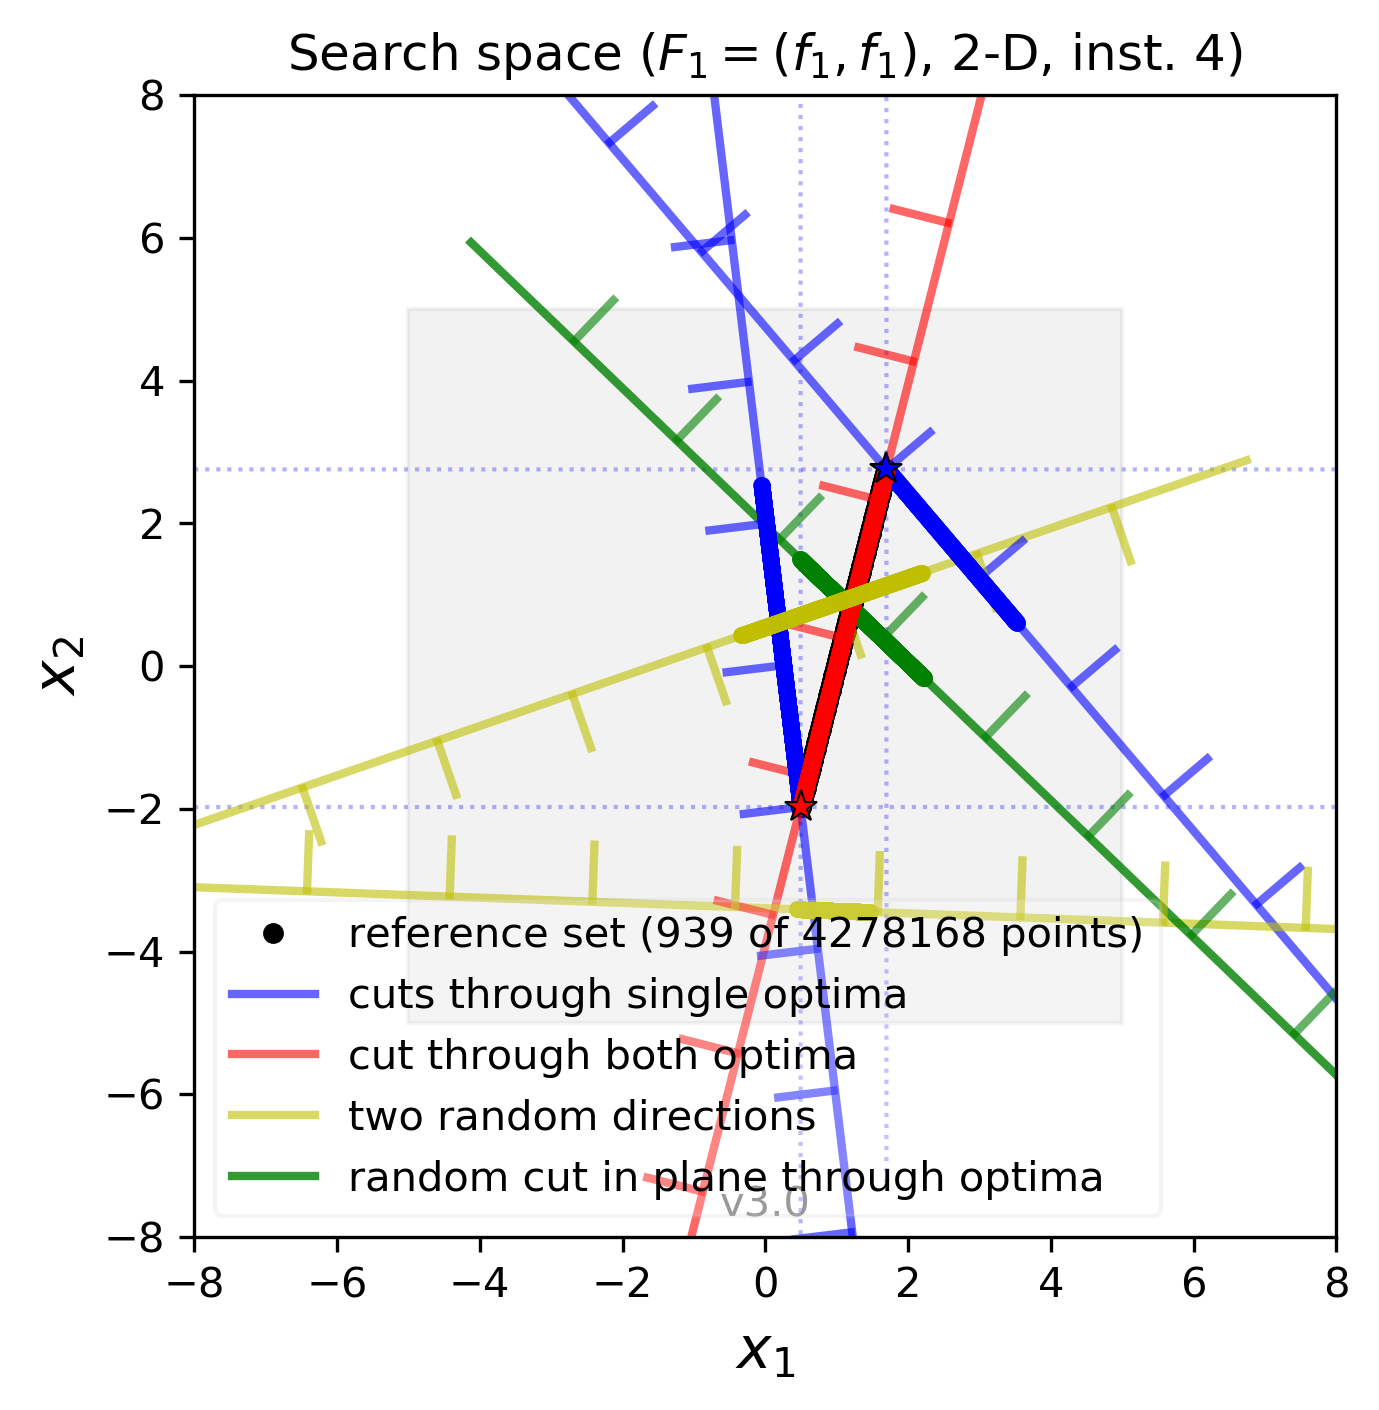 Search space (F₁ = (f₁, f₁), 2-D, inst. 4)
8
6
4
2
0
−2
−4
−6
−8
x₂
reference set (939 of 4278168 points)
cuts through single optima
cut through both optima
two random directions
random cut in plane through optima
v3.0
−8 −6 −4 −2 0 2 4 6 8
x₁